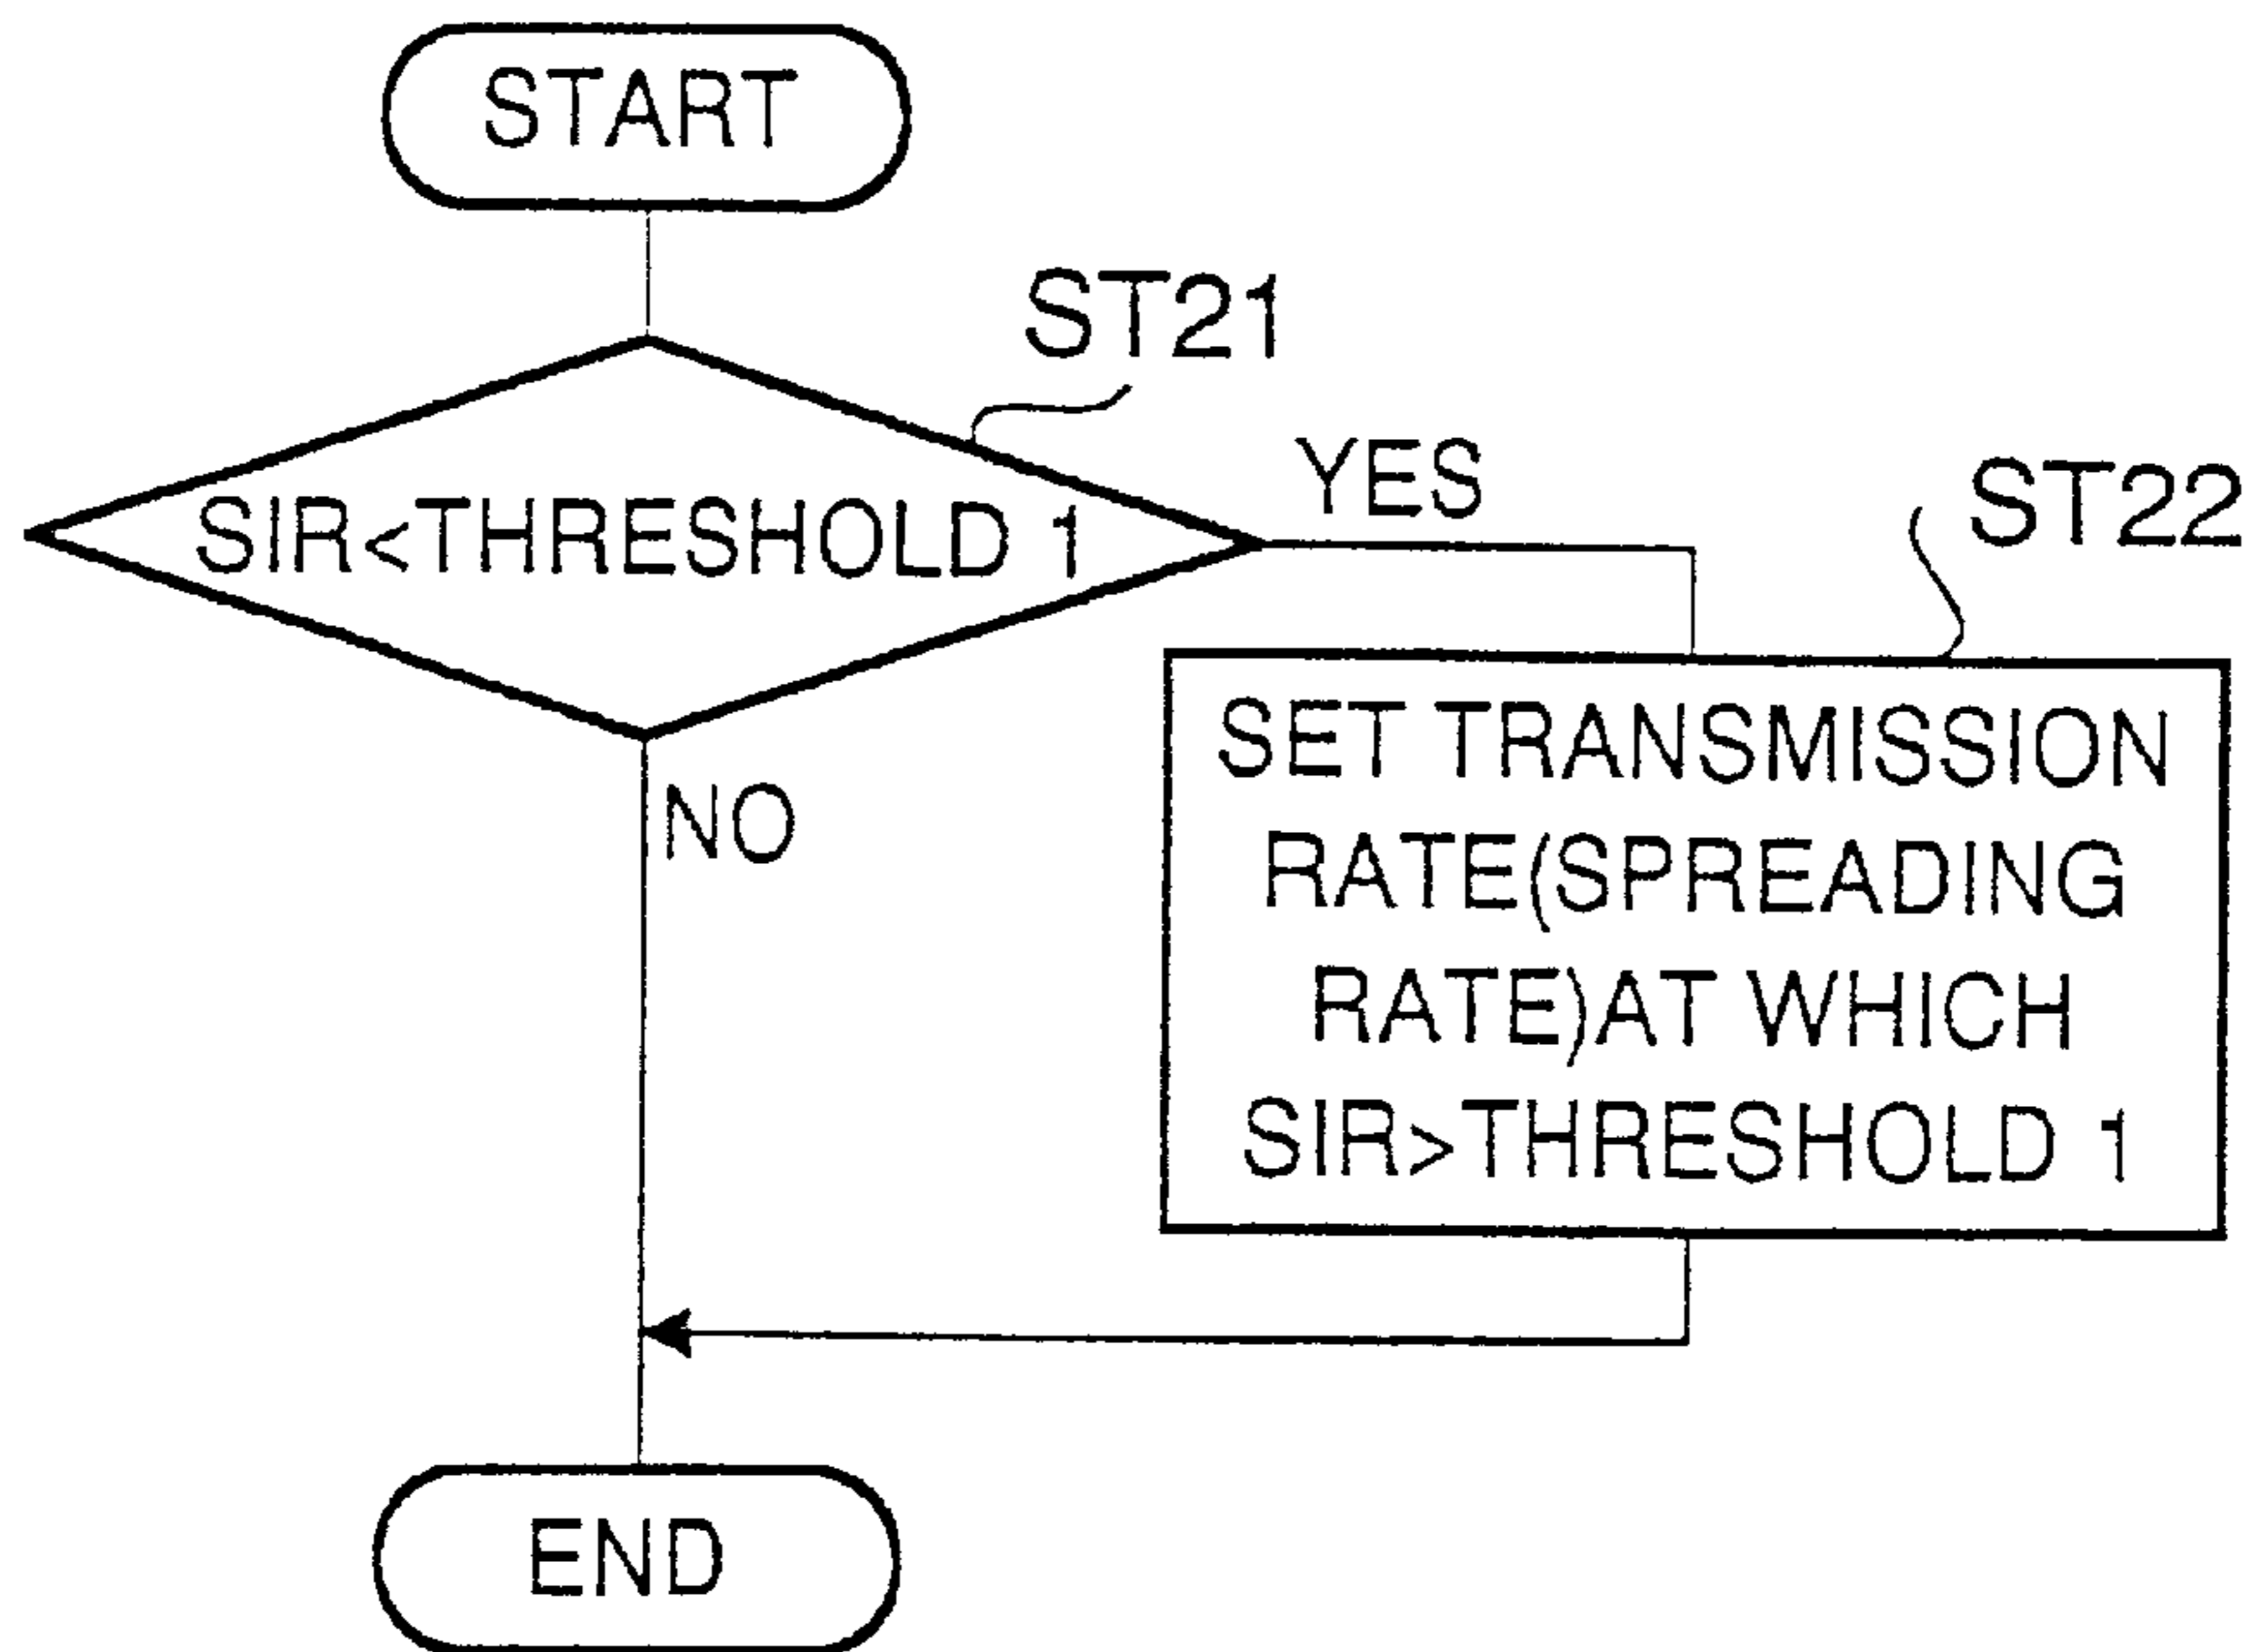 START
ST21
SIR<THRESHOLD 1
YES
ST22
NO
SET TRANSMISSION
RATE(SPREADING
RATE)AT WHICH
SIR>THRESHOLD 1
END